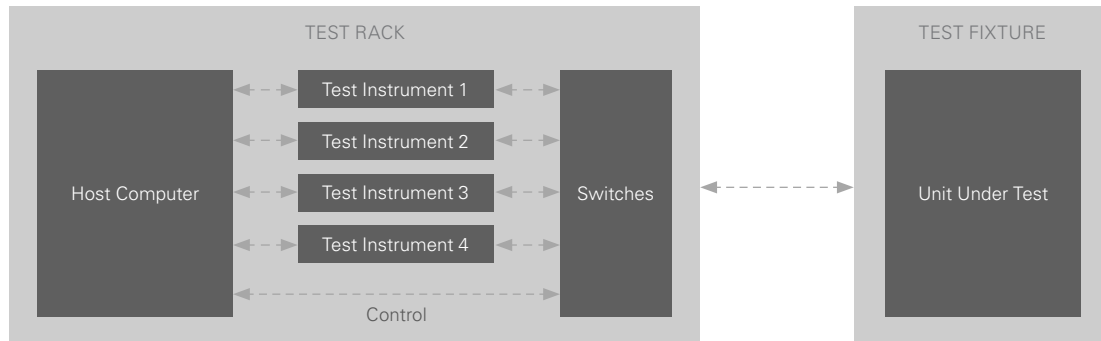 TEST RACK
TEST FIXTURE
Test Instrument 1
Test Instrument 2
Host Computer
Test Instrument 3
Switches
Unit Under Test
Test Instrument 4
Control